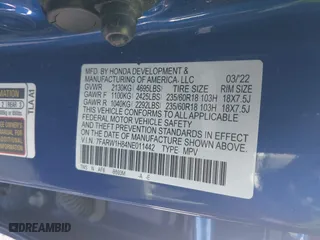 MFD. BY HONDA DEVELOPMENT &
MANUFACTURING OF AMERICA, LLC 03/22
GVWR 2130KG 4695LBS TIRE SIZE RIM SIZE
GAWR F 1100KG 2425LBS 235/60R18 103H 18X7.5J
GAWR R 1040KG 2292LBS 235/60R18 103H 18X7.5J
THIS VEHICLE CONFORMS TO ALL APPLICABLE
FEDERAL MOTOR VEHICLE SAFETY, BUMPER AND
THEFT PREVENTION STANDARDS IN EFFECT ON
THE DATE OF MANUFACTURE SHOWN ABOVE.
V.I.N. 7FARW1H84NE011442 TYPE MPV
TLA A1